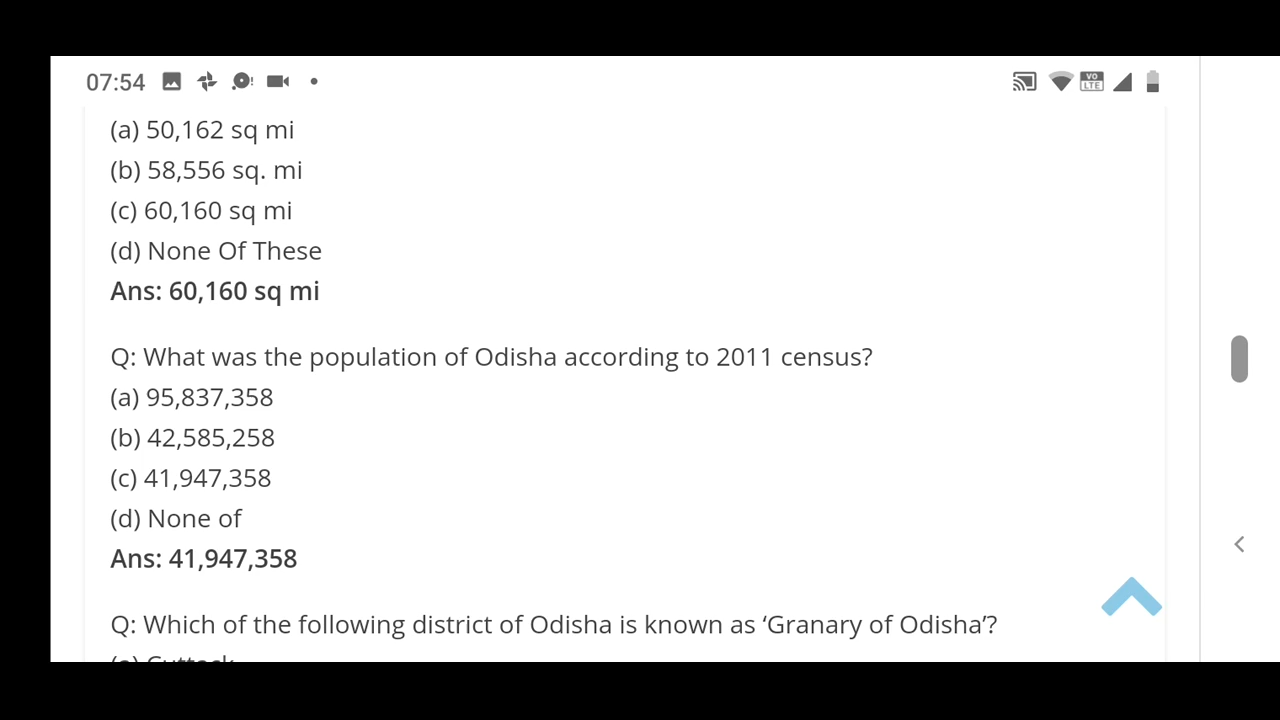 07:54
VO LTE
(a) 50,162 sq mi
(b) 58,556 sq. mi
(c) 60,160 sq mi
(d) None Of These
Ans: 60,160 sq mi
Q: What was the population of Odisha according to 2011 census?
(a) 95,837,358
(b) 42,585,258
(c) 41,947,358
(d) None of
Ans: 41,947,358
Q: Which of the following district of Odisha is known as ‘Granary of Odisha’?
(a) Cuttack